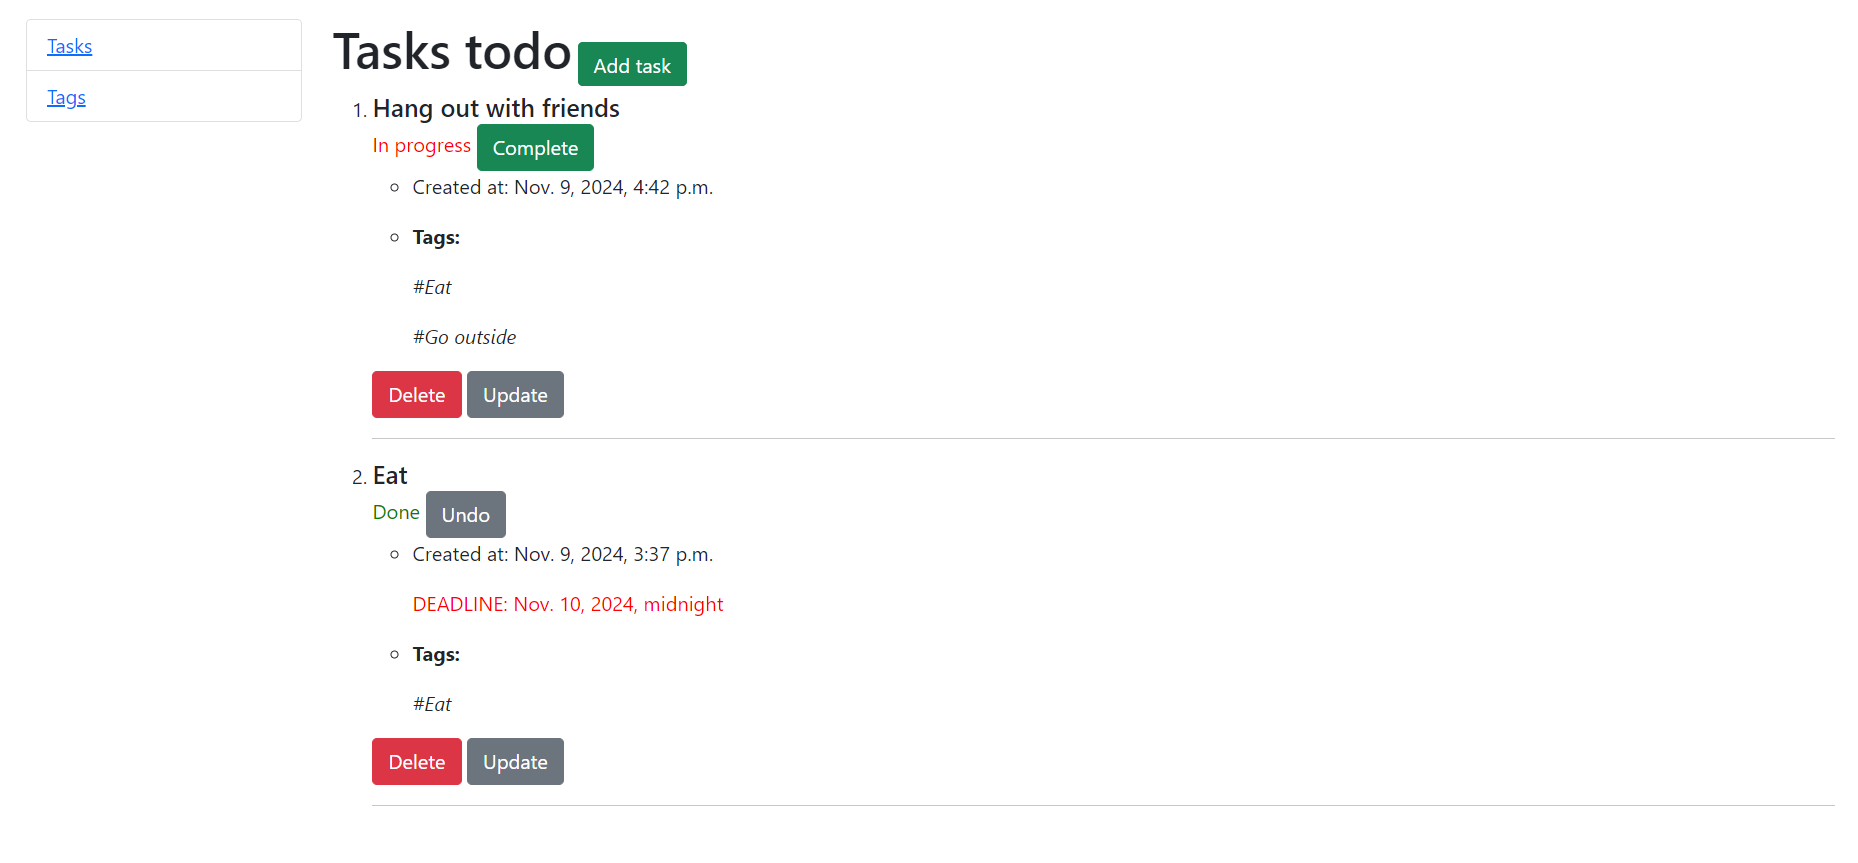 Tasks
Tags
Tasks todo Add task
1. Hang out with friends
In progress Complete
Created at: Nov. 9, 2024, 4:42 p.m.
Tags:
#Eat
#Go outside
Delete Update
2. Eat
Done Undo
Created at: Nov. 9, 2024, 3:37 p.m.
DEADLINE: Nov. 10, 2024, midnight
Tags:
#Eat
Delete Update